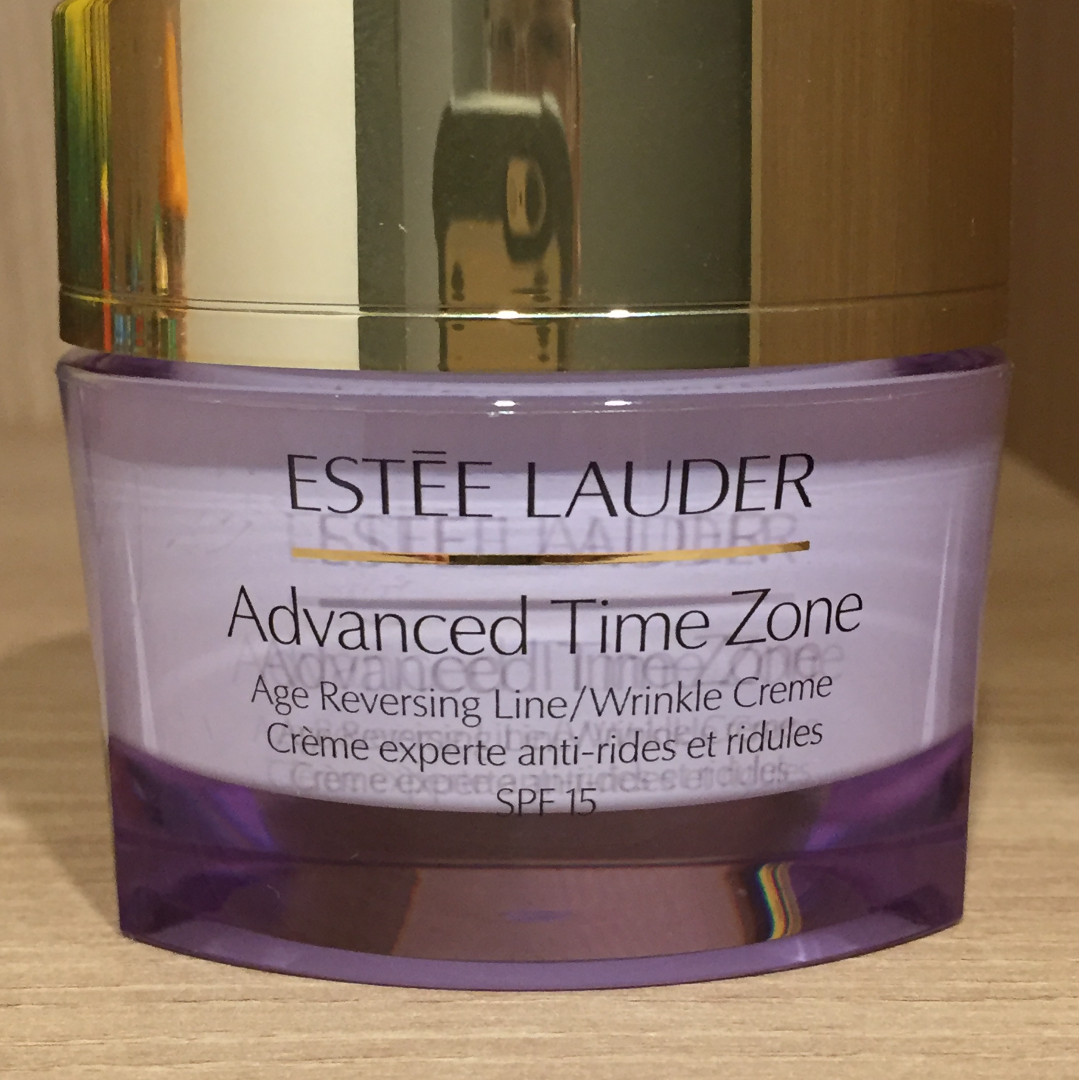 ESTĒE LAUDER
Advanced Time Zone
Age Reversing Line/Wrinkle Creme
Crème experte anti-rides et ridules
SPF 15